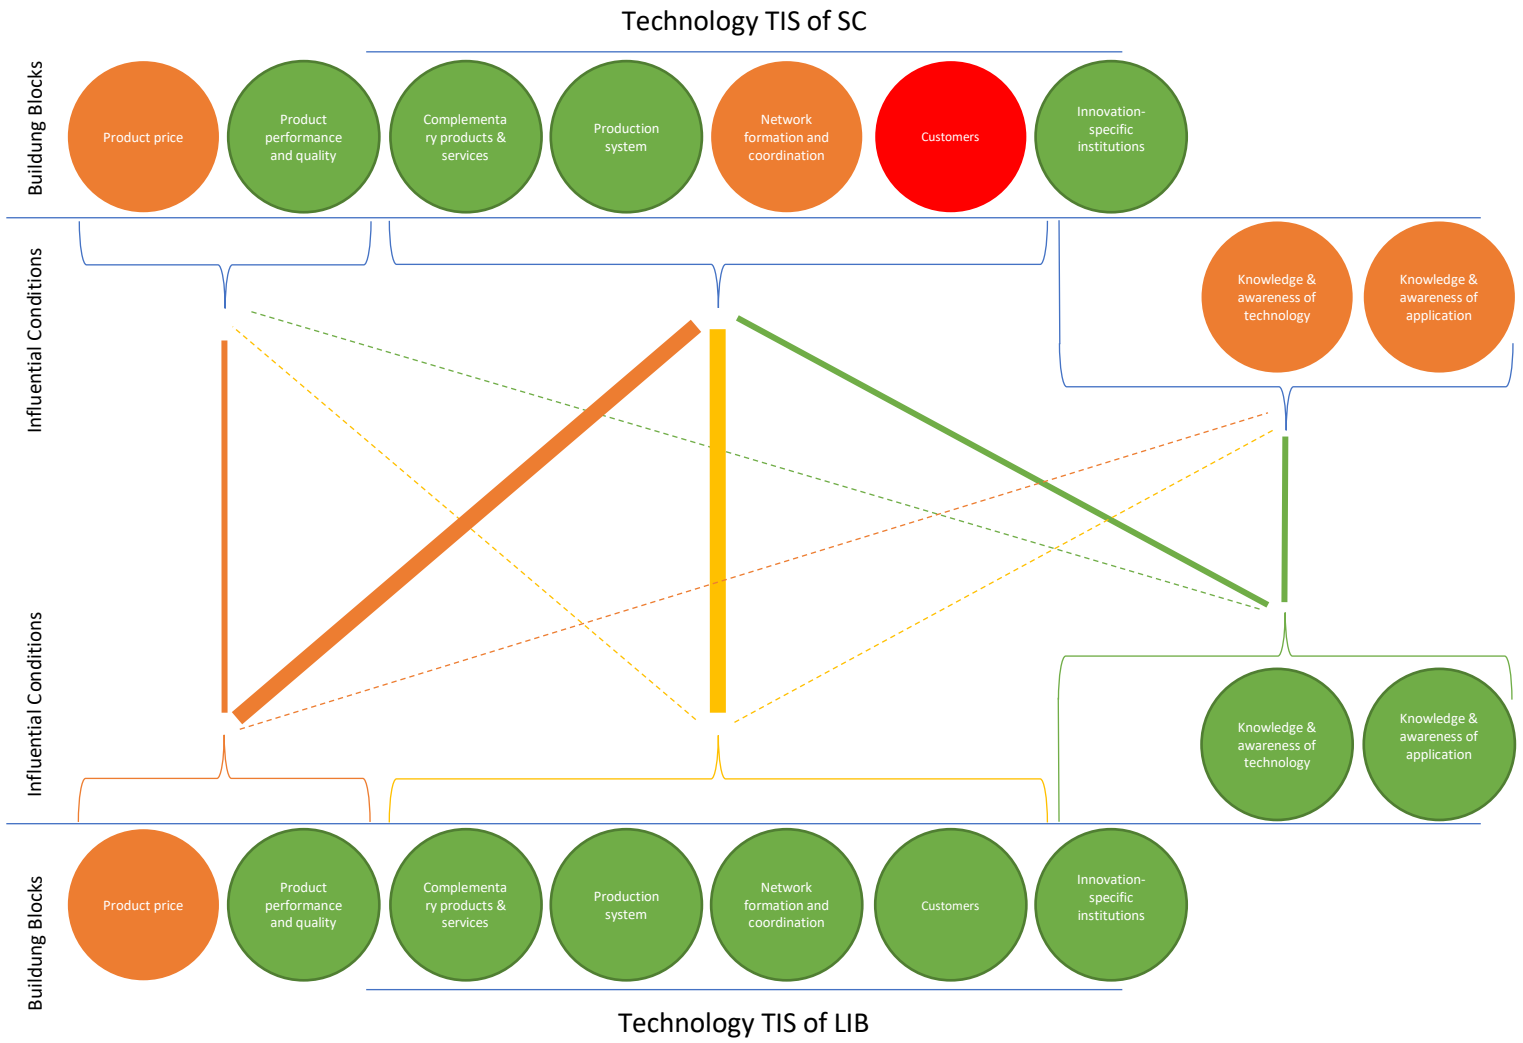 Technology TIS of SC
Buildung Blocks
Product price
Product
performance
and quality
Complementa
ry products &
services
Production
system
Network
formation and
coordination
Customers
Innovation-
specific
institutions
Influential Conditions
Knowledge &
awareness of
technology
Knowledge &
awareness of
application
Influential Conditions
Knowledge &
awareness of
technology
Knowledge &
awareness of
application
Buildung Blocks
Product price
Product
performance
and quality
Complementa
ry products &
services
Production
system
Network
formation and
coordination
Customers
Innovation-
specific
institutions
Technology TIS of LIB